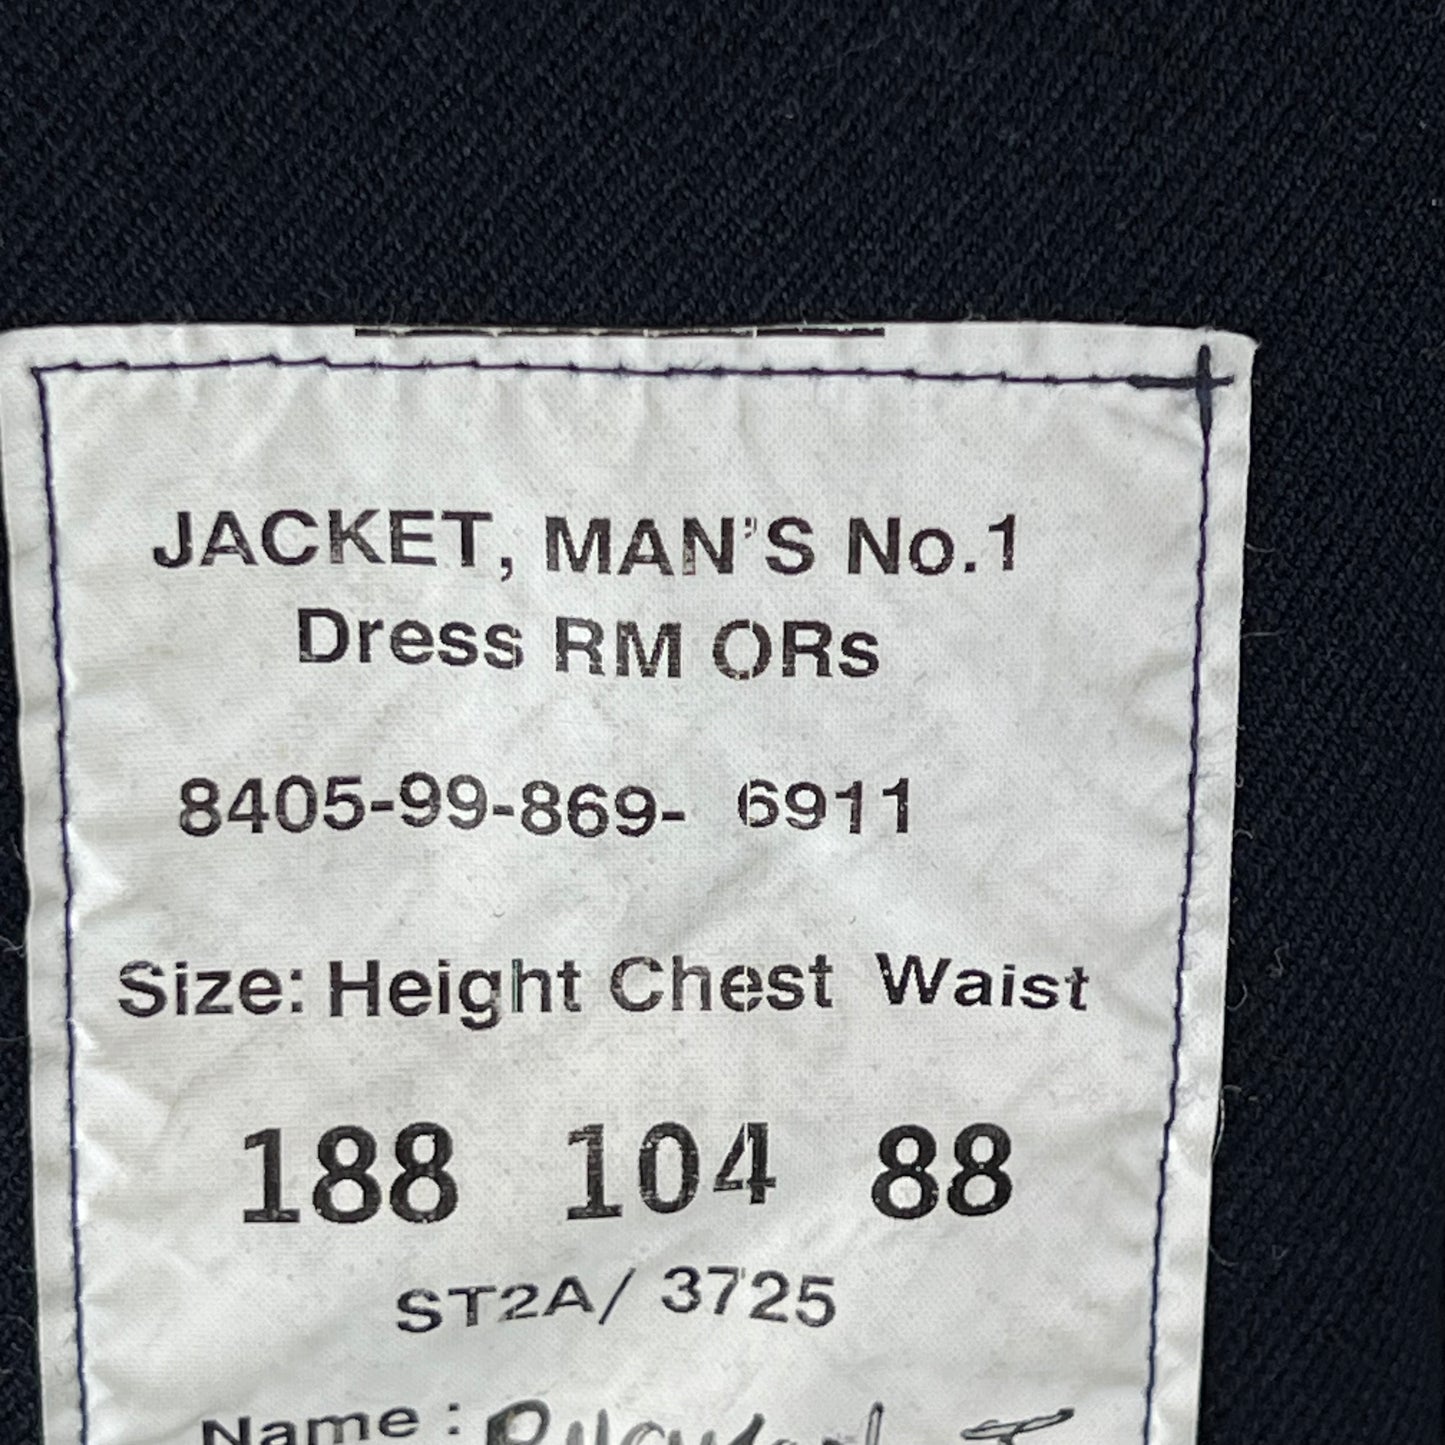 JACKET, MAN'S No.1
Dress RM ORs
8405-99-869- 6911
Size: Height Chest Waist
188 104 88
ST2A/ 3725
Name :